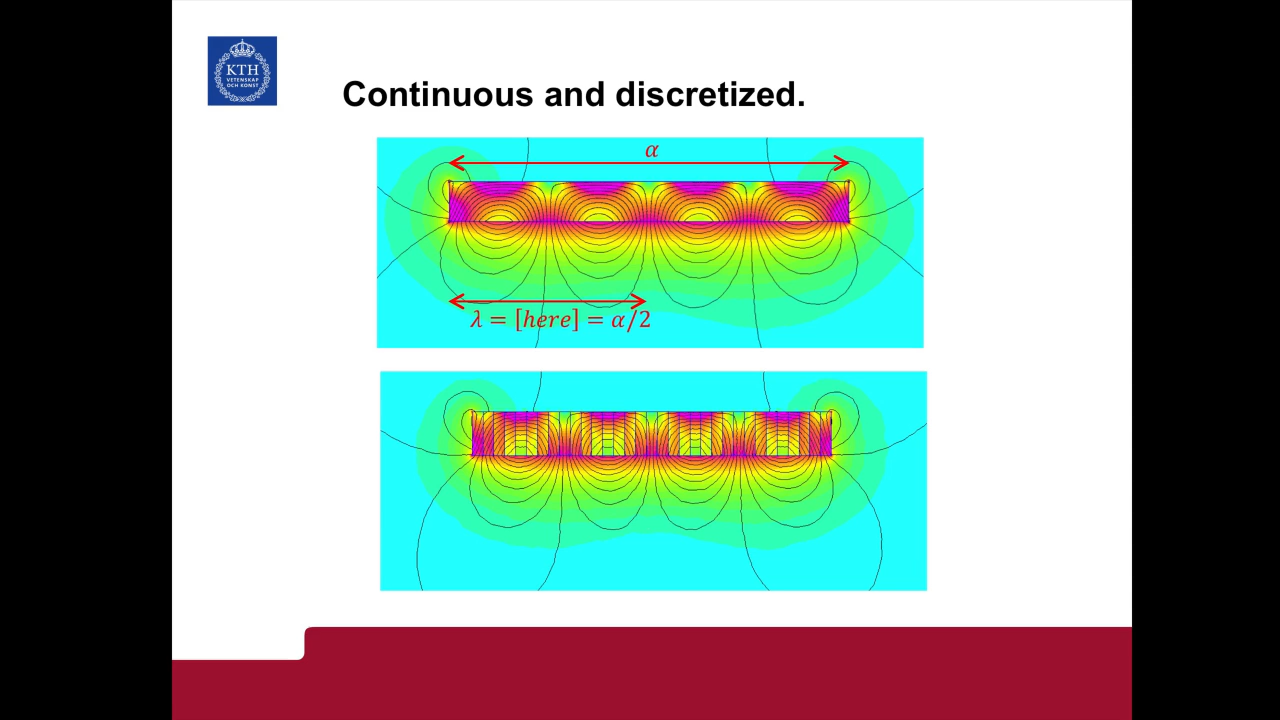 KTH
VETENSKAP
OCH KONST
Continuous and discretized.
α
λ = [here] = α/2